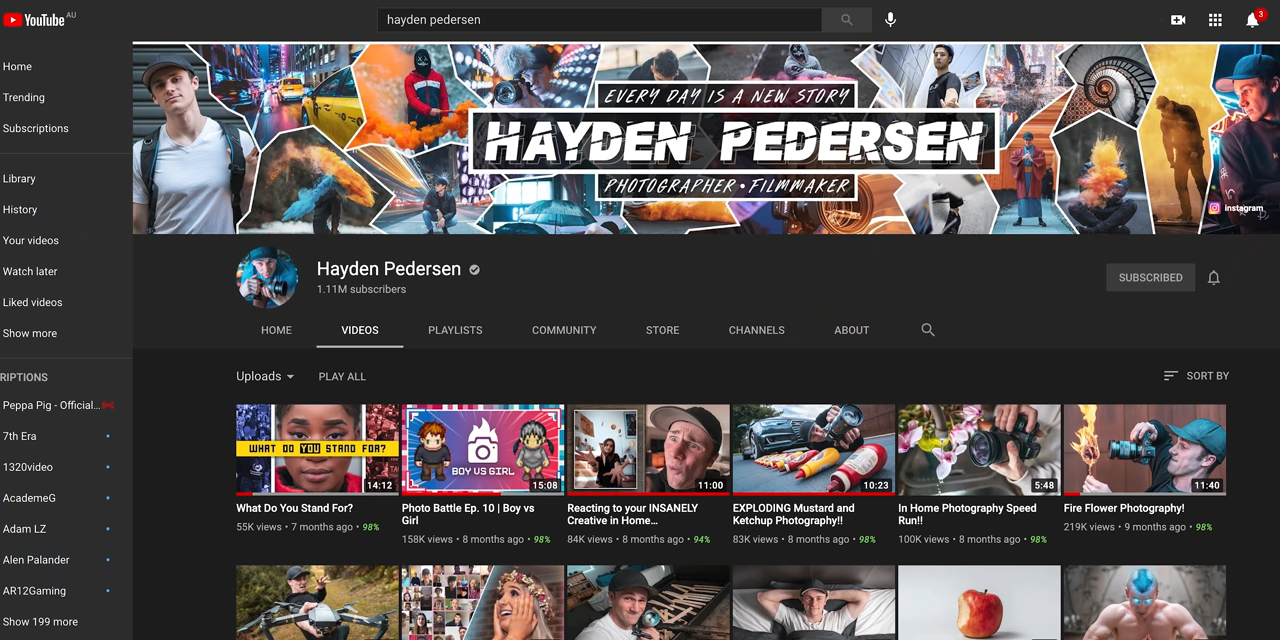 YouTube AU
hayden pedersen
3
Home
Trending
Subscriptions
Library
History
Your videos
Watch later
Liked videos
Show more
RIPTIONS
Peppa Pig - Official...
7th Era
1320video
AcademeG
Adam LZ
Alen Palander
AR12Gaming
Show 199 more
EVERY DAY IS A NEW STORY
HAYDEN PEDERSEN
PHOTOGRAPHER • FILMMAKER
instagram
Hayden Pedersen
1.11M subscribers
SUBSCRIBED
HOME VIDEOS PLAYLISTS COMMUNITY STORE CHANNELS ABOUT
Uploads PLAY ALL SORT BY
WHAT DO YOU STAND FOR?
14:12
What Do You Stand For?
55K views • 7 months ago • 98%
BOY VS GIRL
15:08
Photo Battle Ep. 10 | Boy vs
Girl
158K views • 8 months ago • 98%
11:00
Reacting to your INSANELY
Creative in Home...
84K views • 8 months ago • 94%
10:23
EXPLODING Mustard and
Ketchup Photography!!
83K views • 8 months ago • 98%
5:48
In Home Photography Speed
Run!!
100K views • 8 months ago • 98%
11:40
Fire Flower Photography!
219K views • 9 months ago • 98%